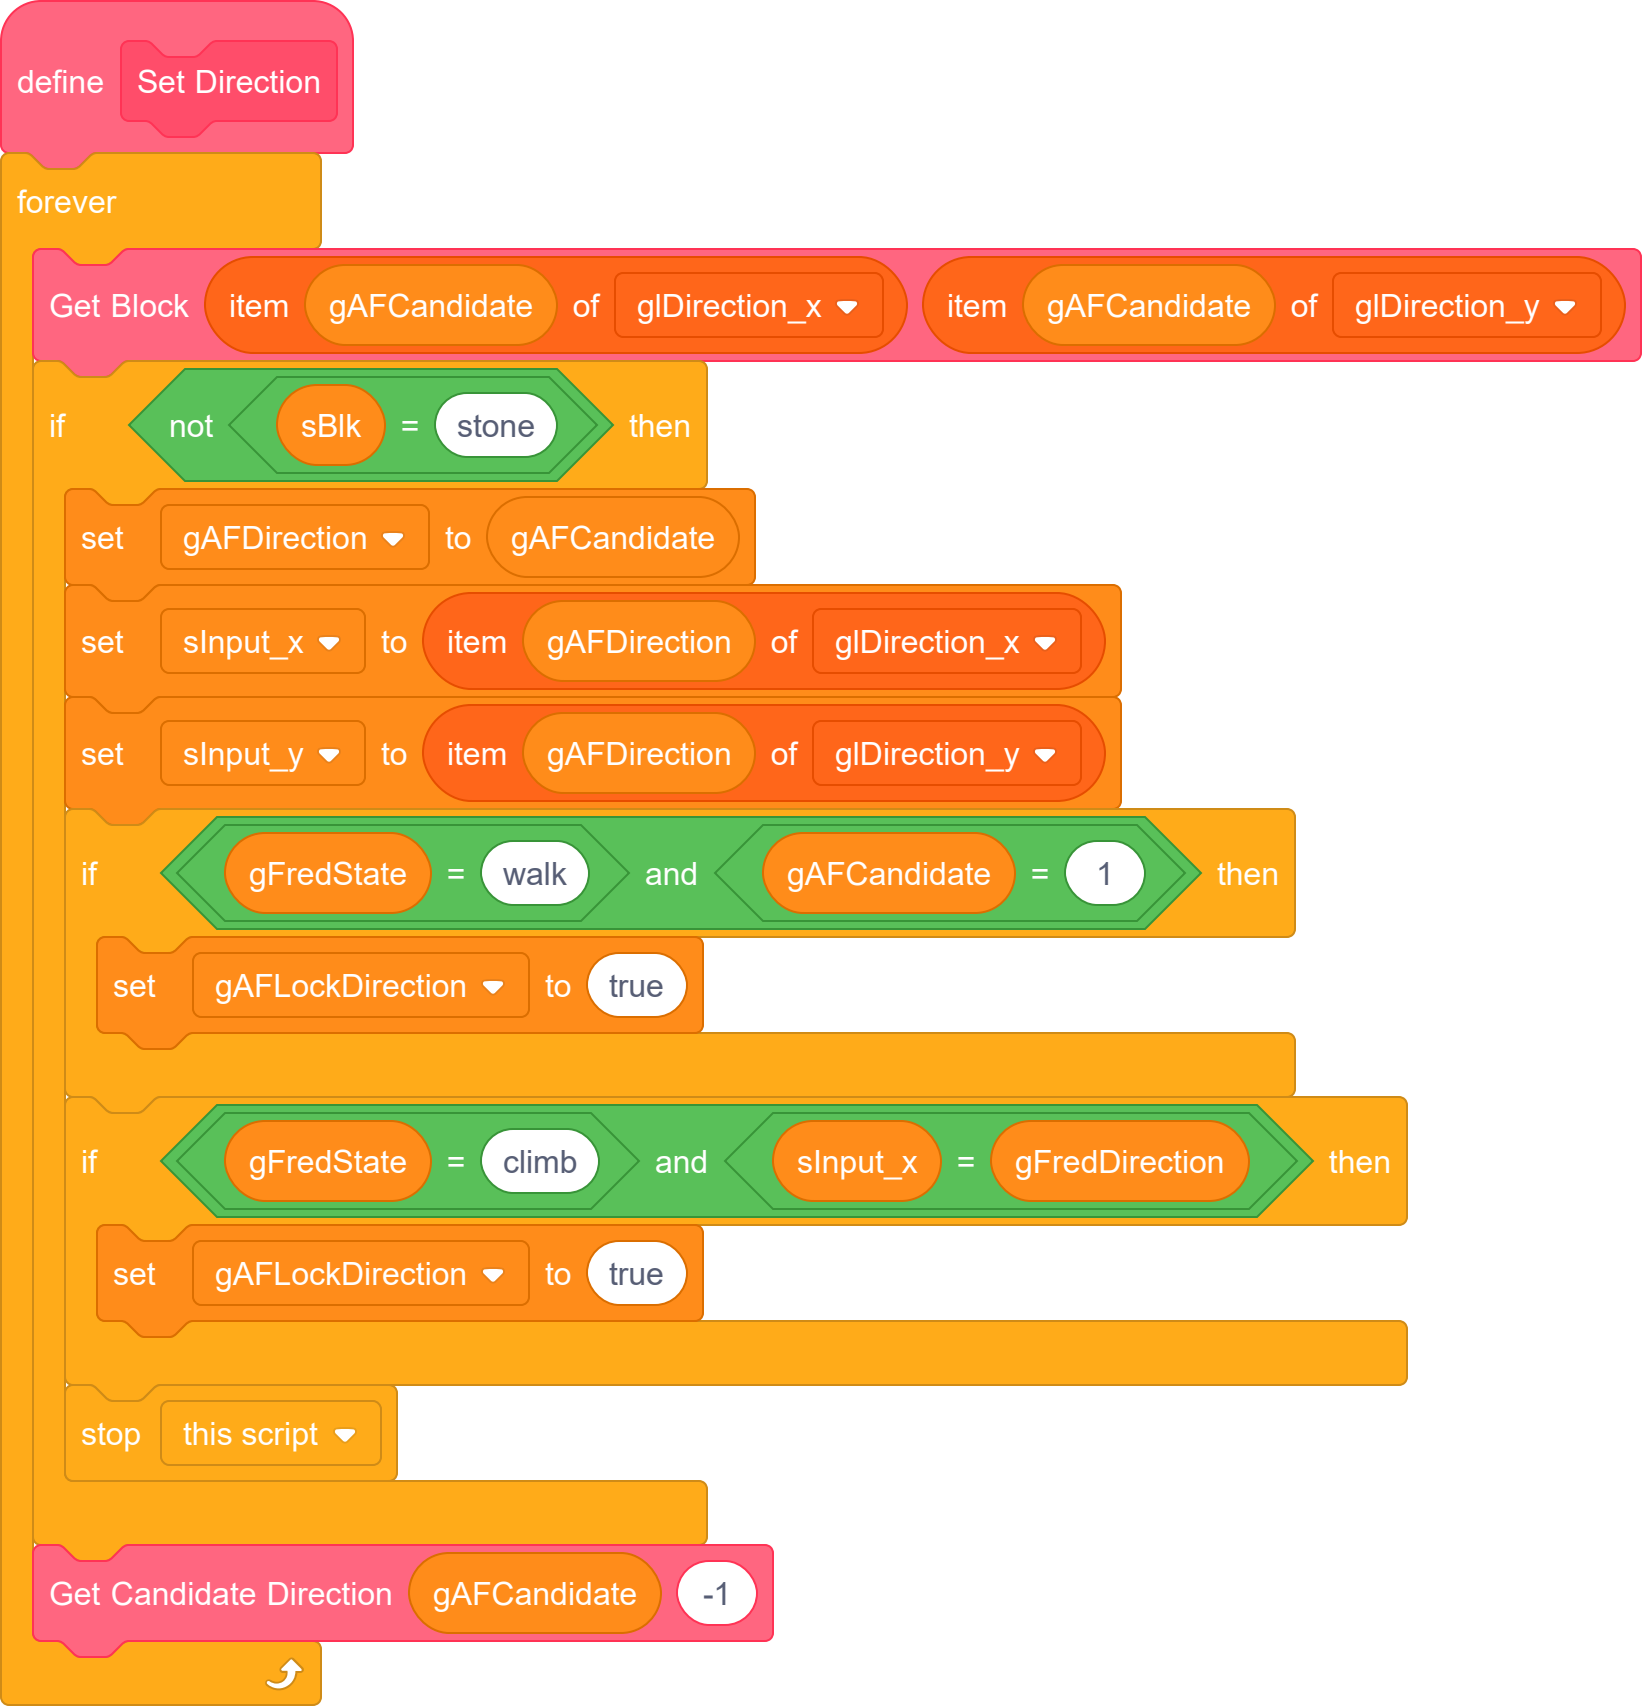 define Set Direction
forever
Get Block item gAFCandidate of glDirection_x item gAFCandidate of glDirection_y
if not sBlk = stone then
set gAFDirection to gAFCandidate
set sInput_x to item gAFDirection of glDirection_x
set sInput_y to item gAFDirection of glDirection_y
if gFredState = walk and gAFCandidate = 1 then
set gAFLockDirection to true
if gFredState = climb and sInput_x = gFredDirection then
set gAFLockDirection to true
stop this script
Get Candidate Direction gAFCandidate -1